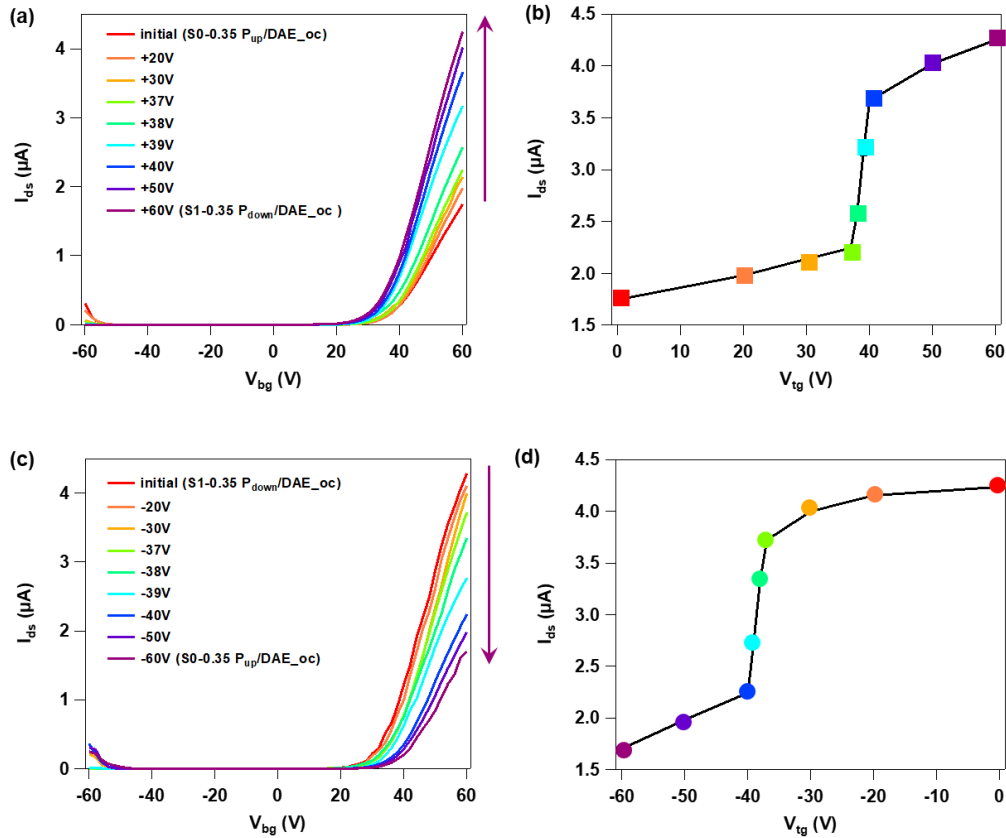 (a)
initial (S0-0.35 Pup/DAE_oc)
+20V
+30V
+37V
+38V
+39V
+40V
+50V
+60V (S1-0.35 Pdown/DAE_oc )
Ids (µA)
4
3
2
1
0
-60 -40 -20 0 20 40 60
Vbg (V)
(b)
Ids (µA)
4.5
4.0
3.5
3.0
2.5
2.0
1.5
0 10 20 30 40 50 60
Vtg (V)
(c)
initial (S1-0.35 Pdown/DAE_oc)
-20V
-30V
-37V
-38V
-39V
-40V
-50V
-60V (S0-0.35 Pup/DAE_oc)
Ids (µA)
4
3
2
1
0
-60 -40 -20 0 20 40 60
Vbg (V)
(d)
Ids (µA)
4.5
4.0
3.5
3.0
2.5
2.0
1.5
-60 -50 -40 -30 -20 -10 0
Vtg (V)